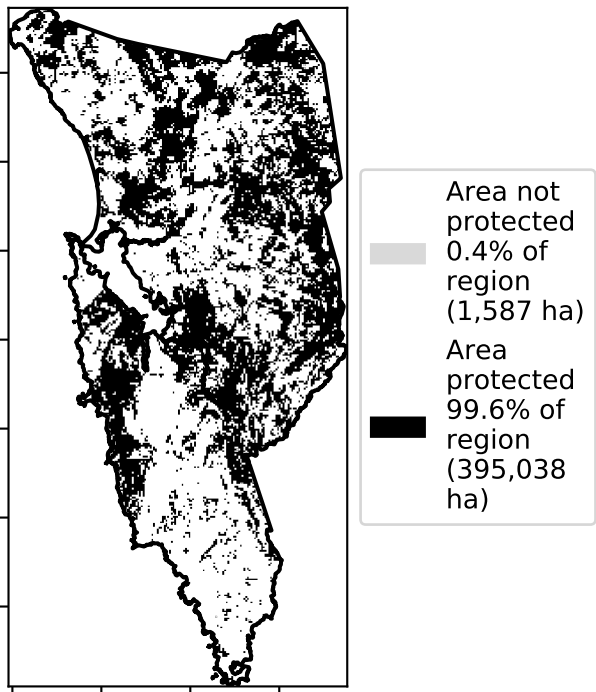 Area not
protected
0.4% of
region
(1,587 ha)
Area
protected
99.6% of
region
(395,038
ha)